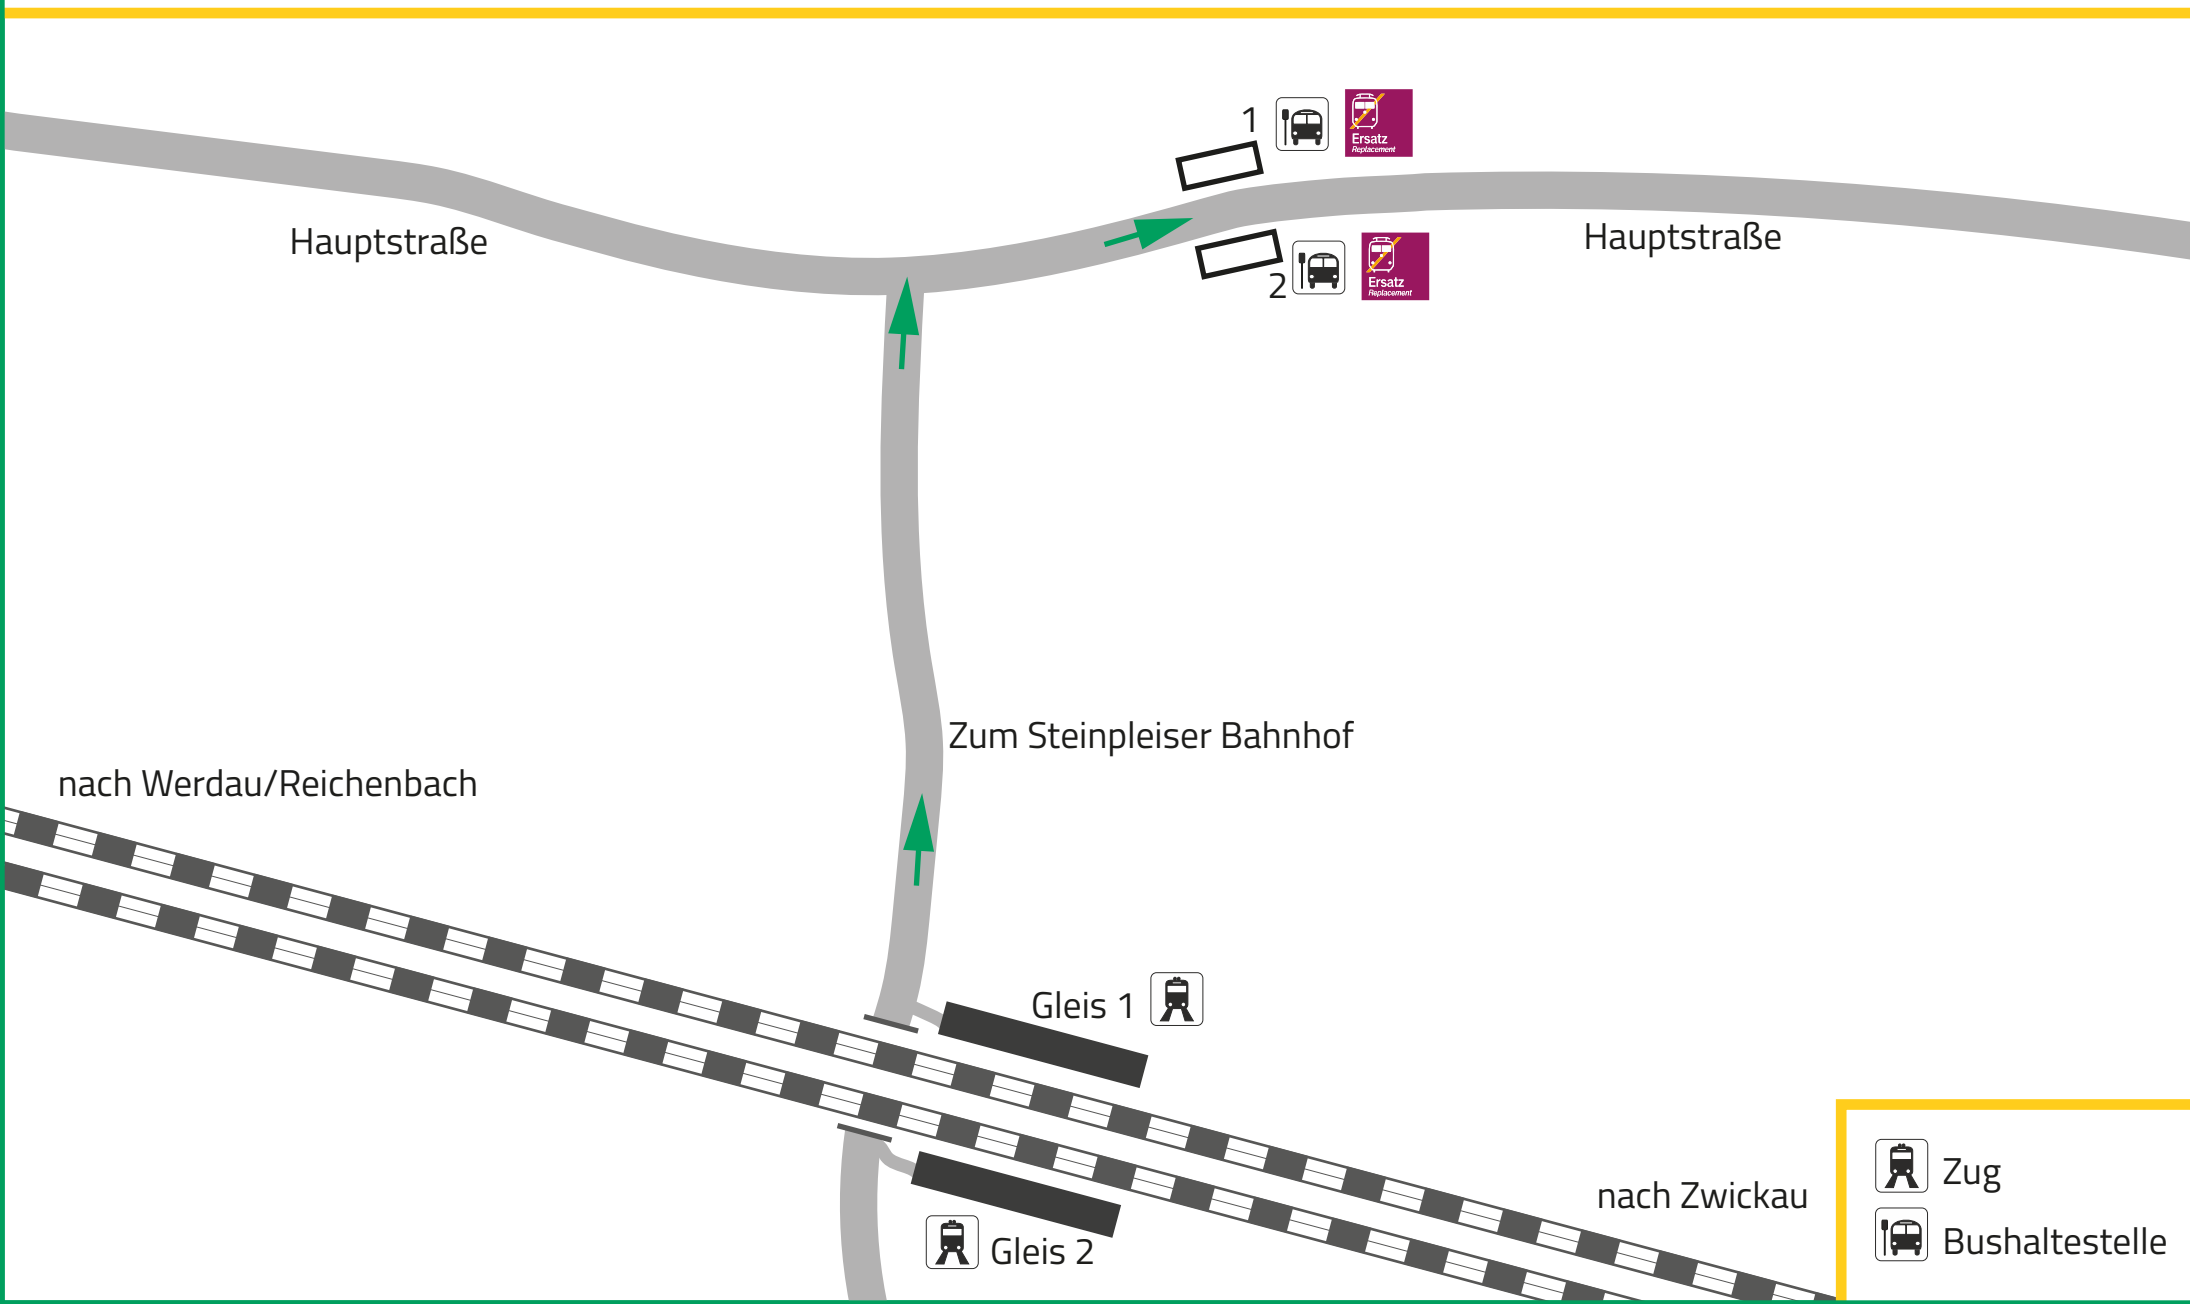 1
Ersatz
Replacement
Hauptstraße
Hauptstraße
2
Ersatz
Replacement
Zum Steinpleiser Bahnhof
nach Werdau/Reichenbach
Gleis 1
nach Zwickau
Zug
Gleis 2
Bushaltestelle